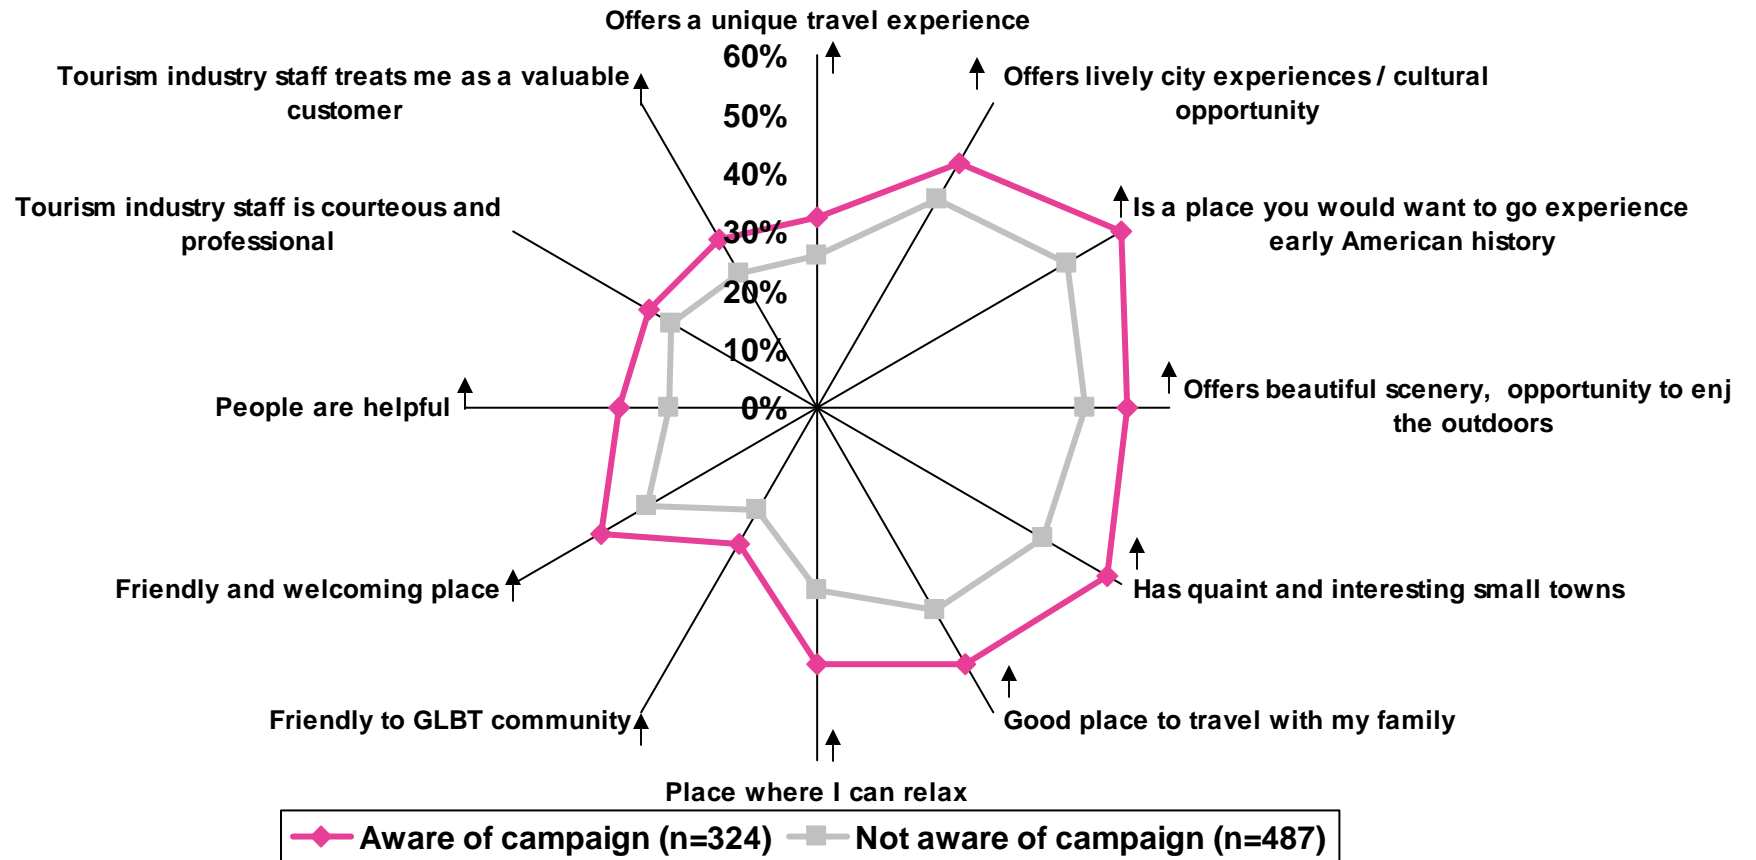 Offers a unique travel experience
60%
50%
40%
30%
20%
10%
0%
Offers lively city experiences / cultural
opportunity
Is a place you would want to go experience
early American history
Offers beautiful scenery, opportunity to enj
the outdoors
Has quaint and interesting small towns
Good place to travel with my family
Place where I can relax
Friendly to GLBT community
Friendly and welcoming place
People are helpful
Tourism industry staff is courteous and
professional
Tourism industry staff treats me as a valuable
customer
Aware of campaign (n=324)
Not aware of campaign (n=487)